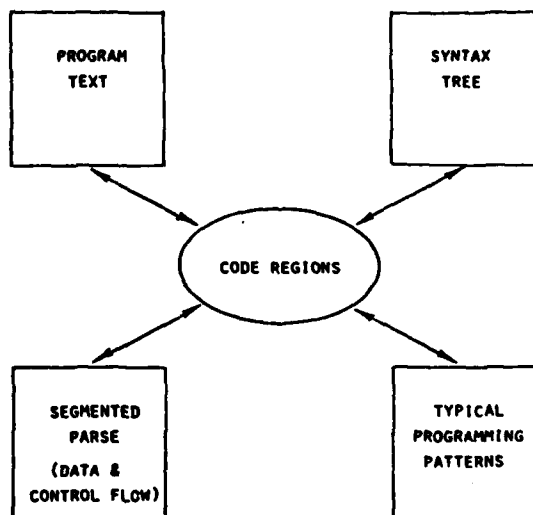 PROGRAM
TEXT
SYNTAX
TREE
CODE REGIONS
SEGMENTED
PARSE
(DATA &
CONTROL FLOW)
TYPICAL
PROGRAMMING
PATTERNS